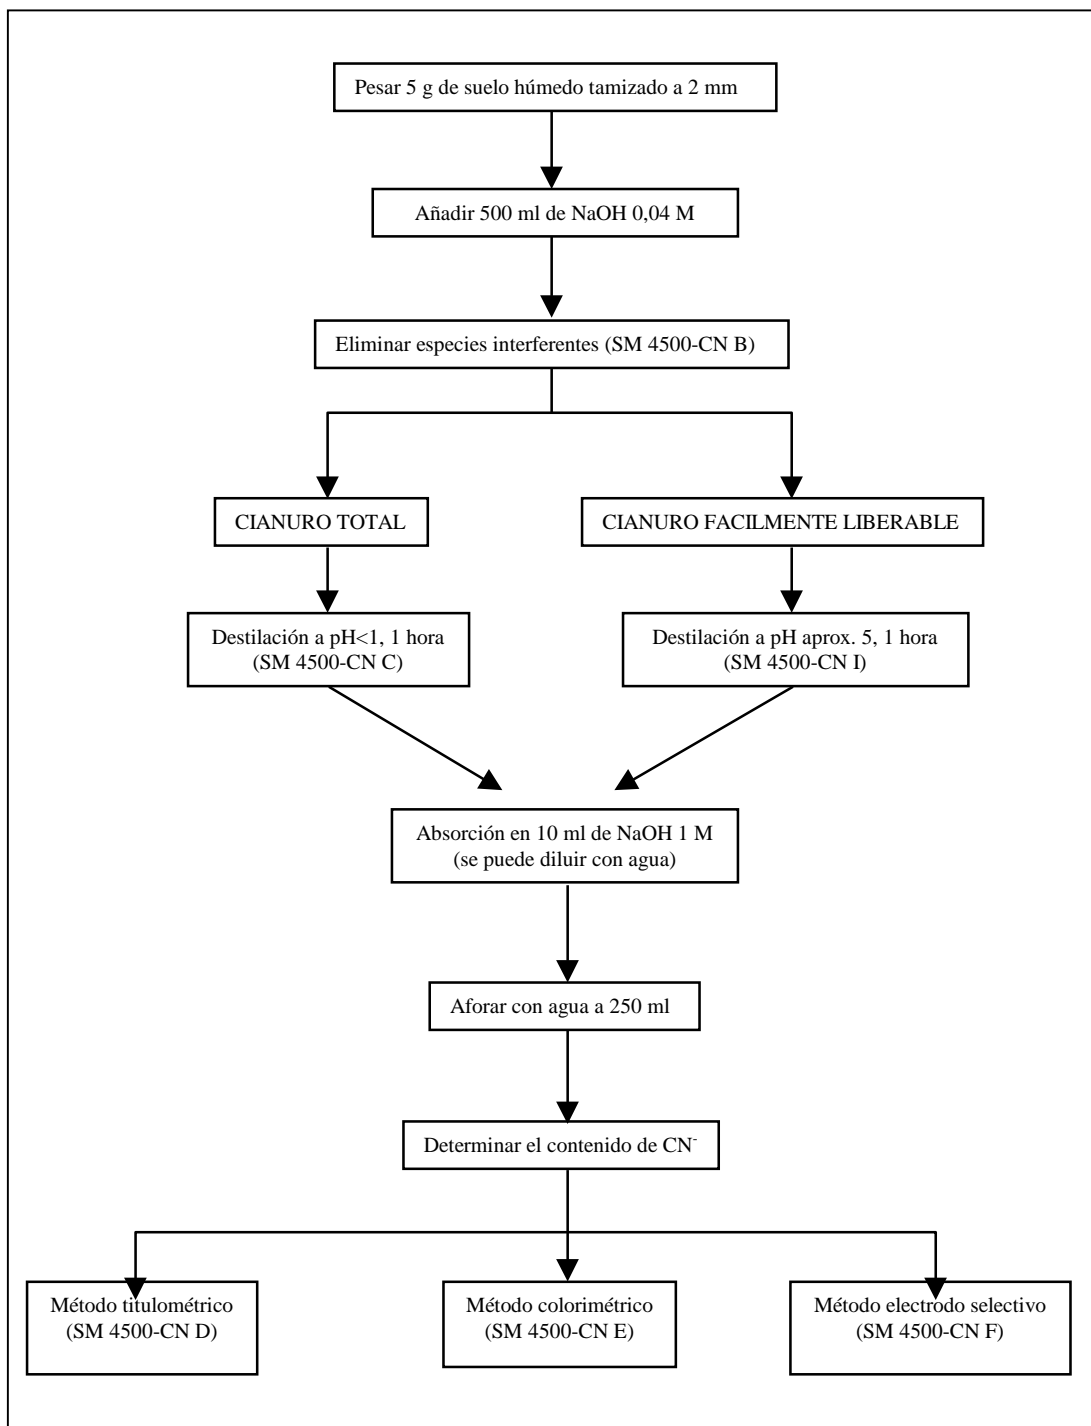 Pesar 5 g de suelo húmedo tamizado a 2 mm
Añadir 500 ml de NaOH 0,04 M
Eliminar especies interferentes (SM 4500-CN B)
CIANURO TOTAL
CIANURO FACILMENTE LIBERABLE
Destilación a pH<1, 1 hora
(SM 4500-CN C)
Destilación a pH aprox. 5, 1 hora
(SM 4500-CN I)
Absorción en 10 ml de NaOH 1 M
(se puede diluir con agua)
Aforar con agua a 250 ml
Determinar el contenido de CN⁻
Método titulométrico
(SM 4500-CN D)
Método colorimétrico
(SM 4500-CN E)
Método electrodo selectivo
(SM 4500-CN F)